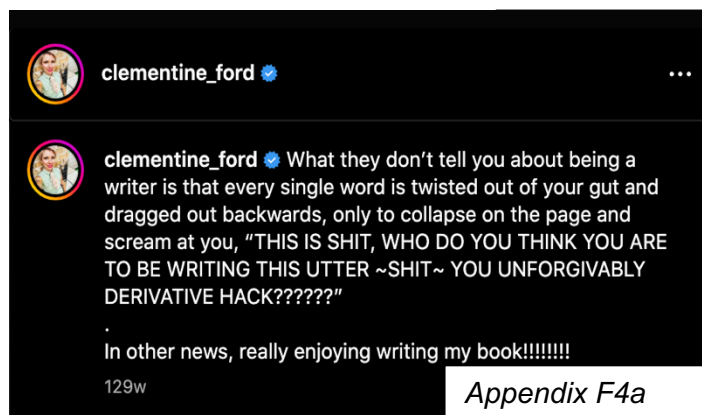 clementine_ford
clementine_ford What they don’t tell you about being a
writer is that every single word is twisted out of your gut and
dragged out backwards, only to collapse on the page and
scream at you, “THIS IS SHIT, WHO DO YOU THINK YOU ARE
TO BE WRITING THIS UTTER ~SHIT~ YOU UNFORGIVABLY
DERIVATIVE HACK??????”
.
In other news, really enjoying writing my book!!!!!!!!
129w
Appendix F4a